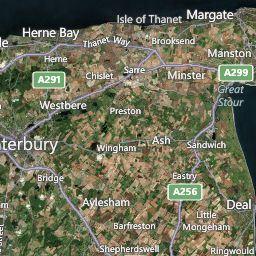 Isle of Thanet
Margate
Herne Bay
Thanet Way
Brooksend
Manston
Herne
Sarre
A299
A291
Chislet
Minster
Great
Stour
Westbere
Preston
terbury
Ash
Wingham
Sandwich
Bridge
Eastry
A256
Aylesham
Deal
Little
Mongeham
Barfreston
Shepherdswell
Ringwould